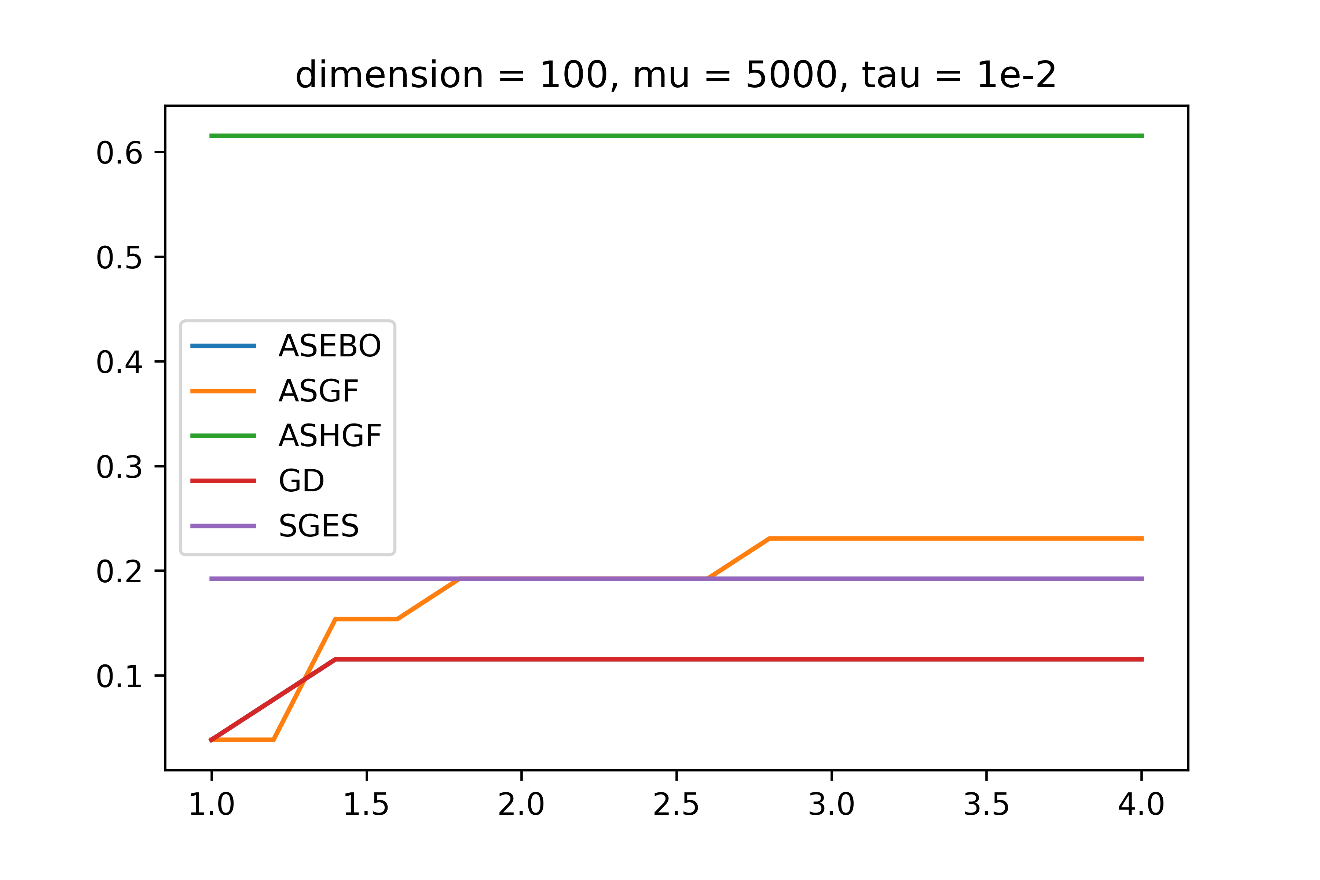 dimension = 100, mu = 5000, tau = 1e-2
0.6
0.5
0.4
0.3
0.2
0.1
ASEBO
ASGF
ASHGF
GD
SGES
1.0 1.5 2.0 2.5 3.0 3.5 4.0